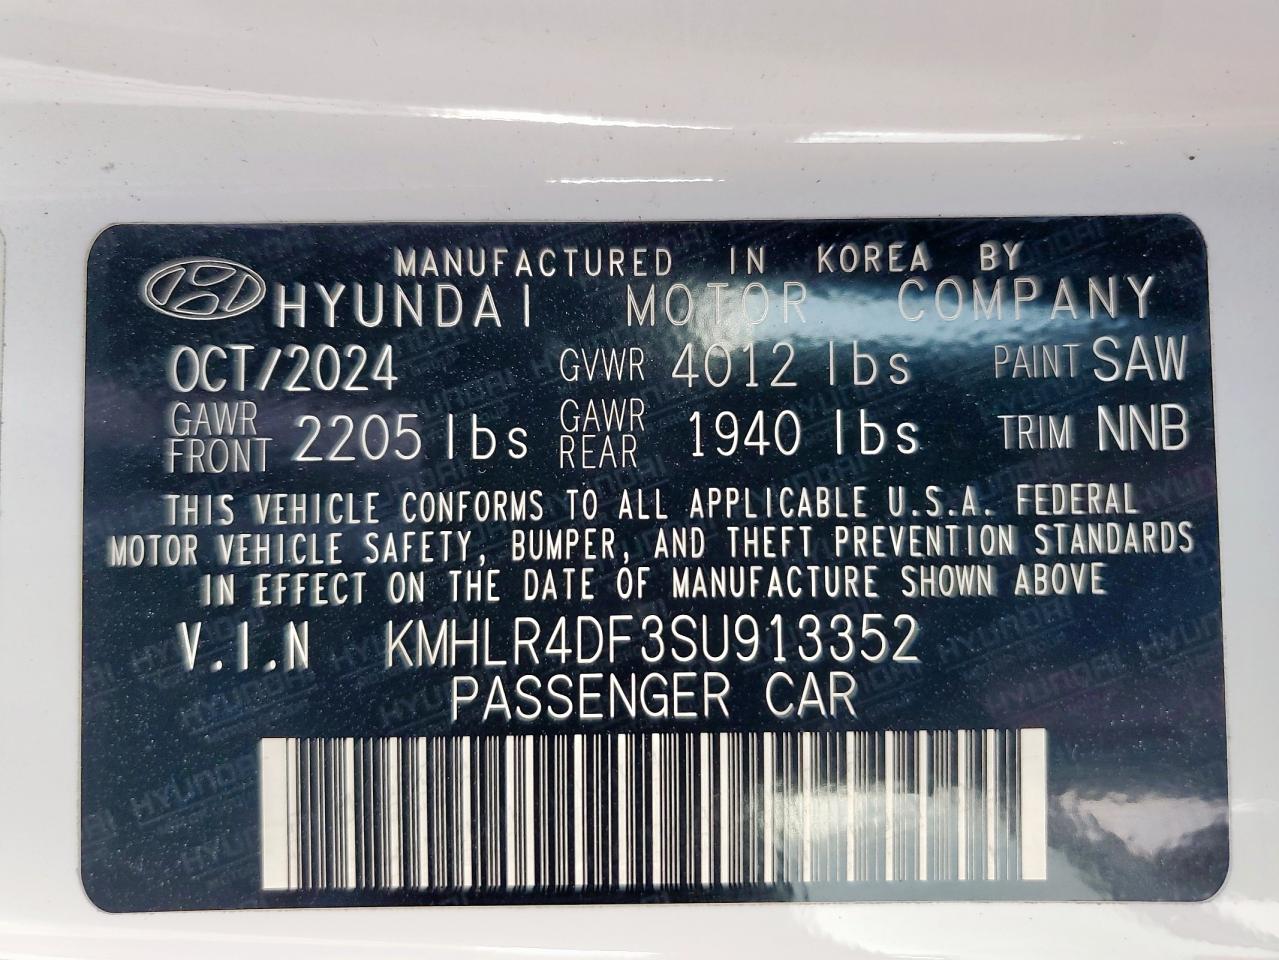 MANUFACTURED IN KOREA BY
HYUNDAI MOTOR COMPANY
OCT/2024 GVWR 4012 lbs PAINT SAW
GAWR FRONT 2205 lbs GAWR REAR 1940 lbs TRIM NNB
THIS VEHICLE CONFORMS TO ALL APPLICABLE U.S.A. FEDERAL
MOTOR VEHICLE SAFETY, BUMPER, AND THEFT PREVENTION STANDARDS
IN EFFECT ON THE DATE OF MANUFACTURE SHOWN ABOVE
V.I.N KMHLR4DF3SU913352
PASSENGER CAR